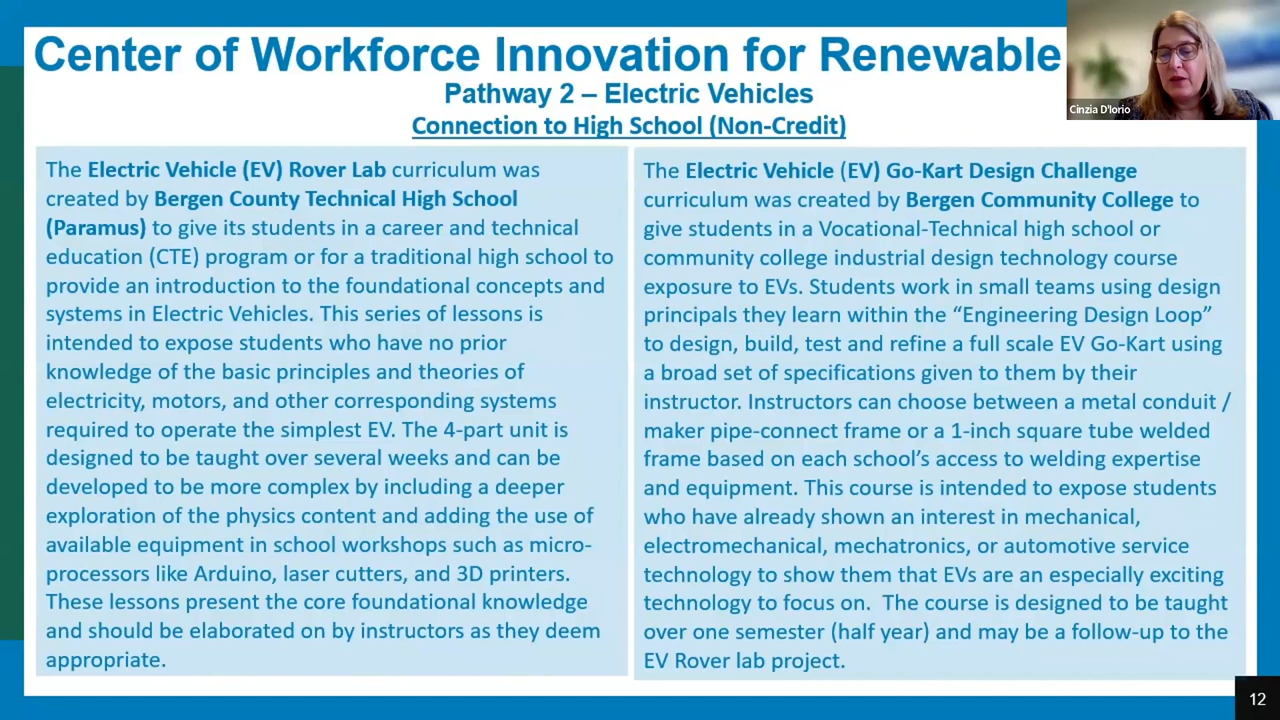 Center of Workforce Innovation for Renewable
Pathway 2 – Electric Vehicles
Connection to High School (Non-Credit)
Cinzia D'Iorio
The Electric Vehicle (EV) Rover Lab curriculum was
created by Bergen County Technical High School
(Paramus) to give its students in a career and technical
education (CTE) program or for a traditional high school to
provide an introduction to the foundational concepts and
systems in Electric Vehicles. This series of lessons is
intended to expose students who have no prior
knowledge of the basic principles and theories of
electricity, motors, and other corresponding systems
required to operate the simplest EV. The 4-part unit is
designed to be taught over several weeks and can be
developed to be more complex by including a deeper
exploration of the physics content and adding the use of
available equipment in school workshops such as micro-
processors like Arduino, laser cutters, and 3D printers.
These lessons present the core foundational knowledge
and should be elaborated on by instructors as they deem
appropriate.
The Electric Vehicle (EV) Go-Kart Design Challenge
curriculum was created by Bergen Community College to
give students in a Vocational-Technical high school or
community college industrial design technology course
exposure to EVs. Students work in small teams using design
principals they learn within the “Engineering Design Loop”
to design, build, test and refine a full scale EV Go-Kart using
a broad set of specifications given to them by their
instructor. Instructors can choose between a metal conduit /
maker pipe-connect frame or a 1-inch square tube welded
frame based on each school’s access to welding expertise
and equipment. This course is intended to expose students
who have already shown an interest in mechanical,
electromechanical, mechatronics, or automotive service
technology to show them that EVs are an especially exciting
technology to focus on.  The course is designed to be taught
over one semester (half year) and may be a follow-up to the
EV Rover lab project.
12